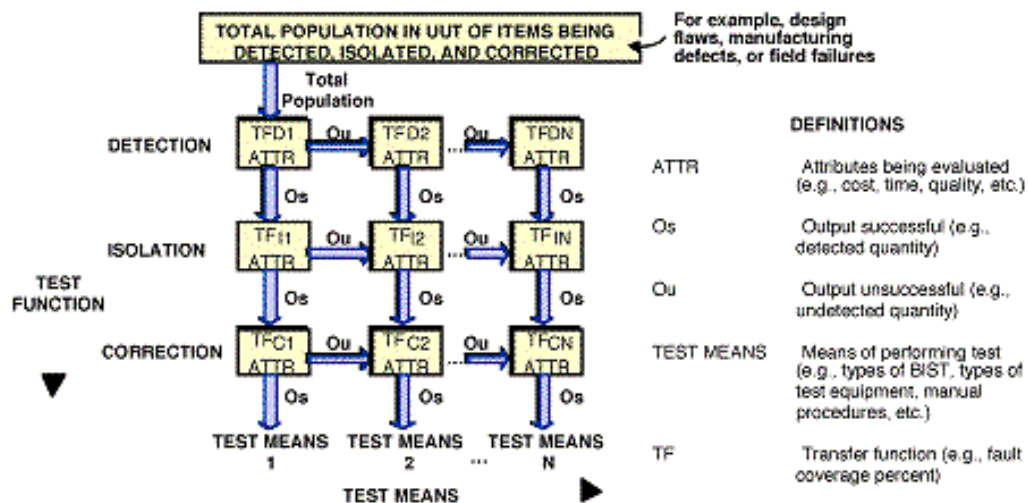 TOTAL POPULATION IN UUT OF ITEMS BEING
DETECTED, ISOLATED, AND CORRECTED
For example, design
flaws, manufacturing
defects, or field failures
Total
Population
DETECTION
TFD1
ATTR
Ou
TFD2
ATTR
...
Ou
TFDN
ATTR
Os
Os
Os
ISOLATION
TFI1
ATTR
Ou
TFI2
ATTR
...
Ou
TFIN
ATTR
Os
Os
Os
TEST
FUNCTION
CORRECTION
TFC1
ATTR
Ou
TFC2
ATTR
...
Ou
TFCN
ATTR
Os
Os
Os
TEST MEANS
1
TEST MEANS
2
...
TEST MEANS
N
TEST MEANS
DEFINITIONS
ATTR Attributes being evaluated
(e.g., cost, time, quality, etc.)
Os Output successful (e.g.,
detected quantity)
Ou Output unsuccessful (e.g.,
undetected quantity)
TEST MEANS Means of performing test
(e.g., types of BIST, types of
test equipment, manual
procedures, etc.)
TF Transfer function (e.g., fault
coverage percent)